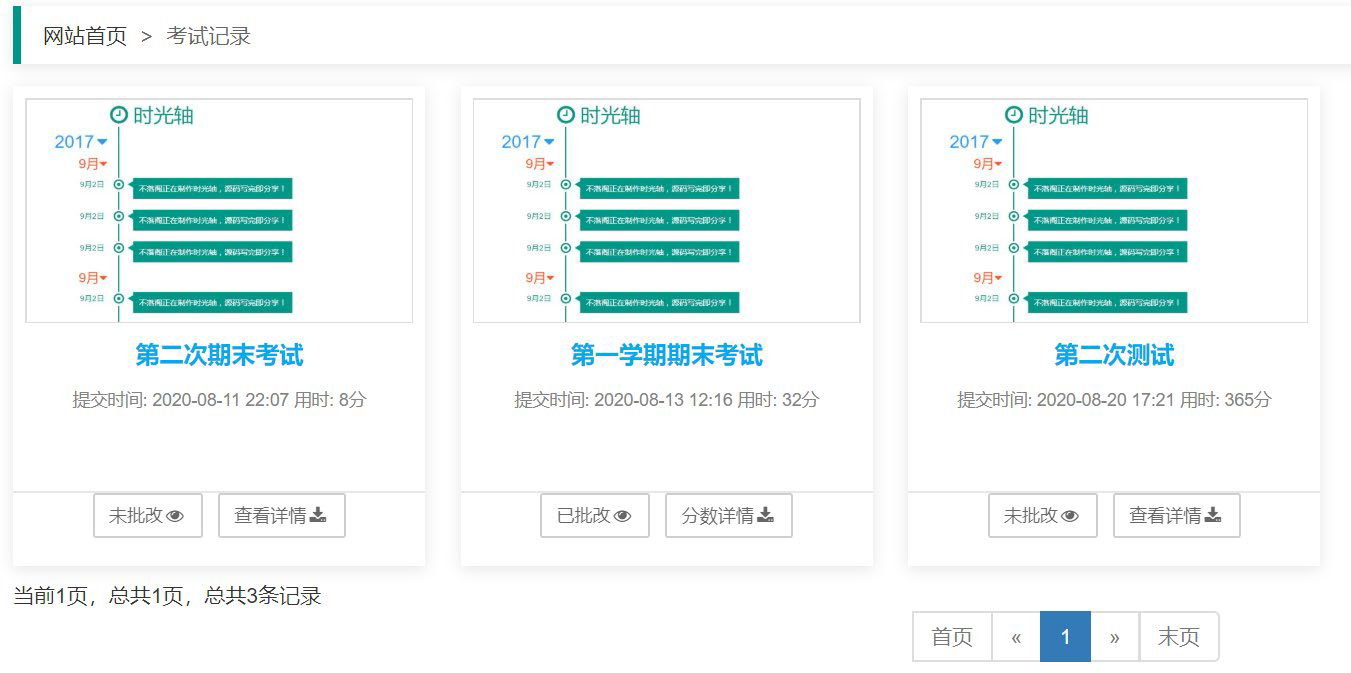 网站首页 > 考试记录
时光轴
2017
9月
9月2日 不落阁正在制作时光轴，源码写完即分享！
9月2日 不落阁正在制作时光轴，源码写完即分享！
9月2日 不落阁正在制作时光轴，源码写完即分享！
9月
9月2日 不落阁正在制作时光轴，源码写完即分享！
第二次期末考试
提交时间: 2020-08-11 22:07 用时: 8分
未批改 查看详情
时光轴
2017
9月
9月2日 不落阁正在制作时光轴，源码写完即分享！
9月2日 不落阁正在制作时光轴，源码写完即分享！
9月2日 不落阁正在制作时光轴，源码写完即分享！
9月
9月2日 不落阁正在制作时光轴，源码写完即分享！
第一学期期末考试
提交时间: 2020-08-13 12:16 用时: 32分
已批改 分数详情
时光轴
2017
9月
9月2日 不落阁正在制作时光轴，源码写完即分享！
9月2日 不落阁正在制作时光轴，源码写完即分享！
9月2日 不落阁正在制作时光轴，源码写完即分享！
9月
9月2日 不落阁正在制作时光轴，源码写完即分享！
第二次测试
提交时间: 2020-08-20 17:21 用时: 365分
未批改 查看详情
当前1页，总共1页，总共3条记录
首页 « 1 » 末页